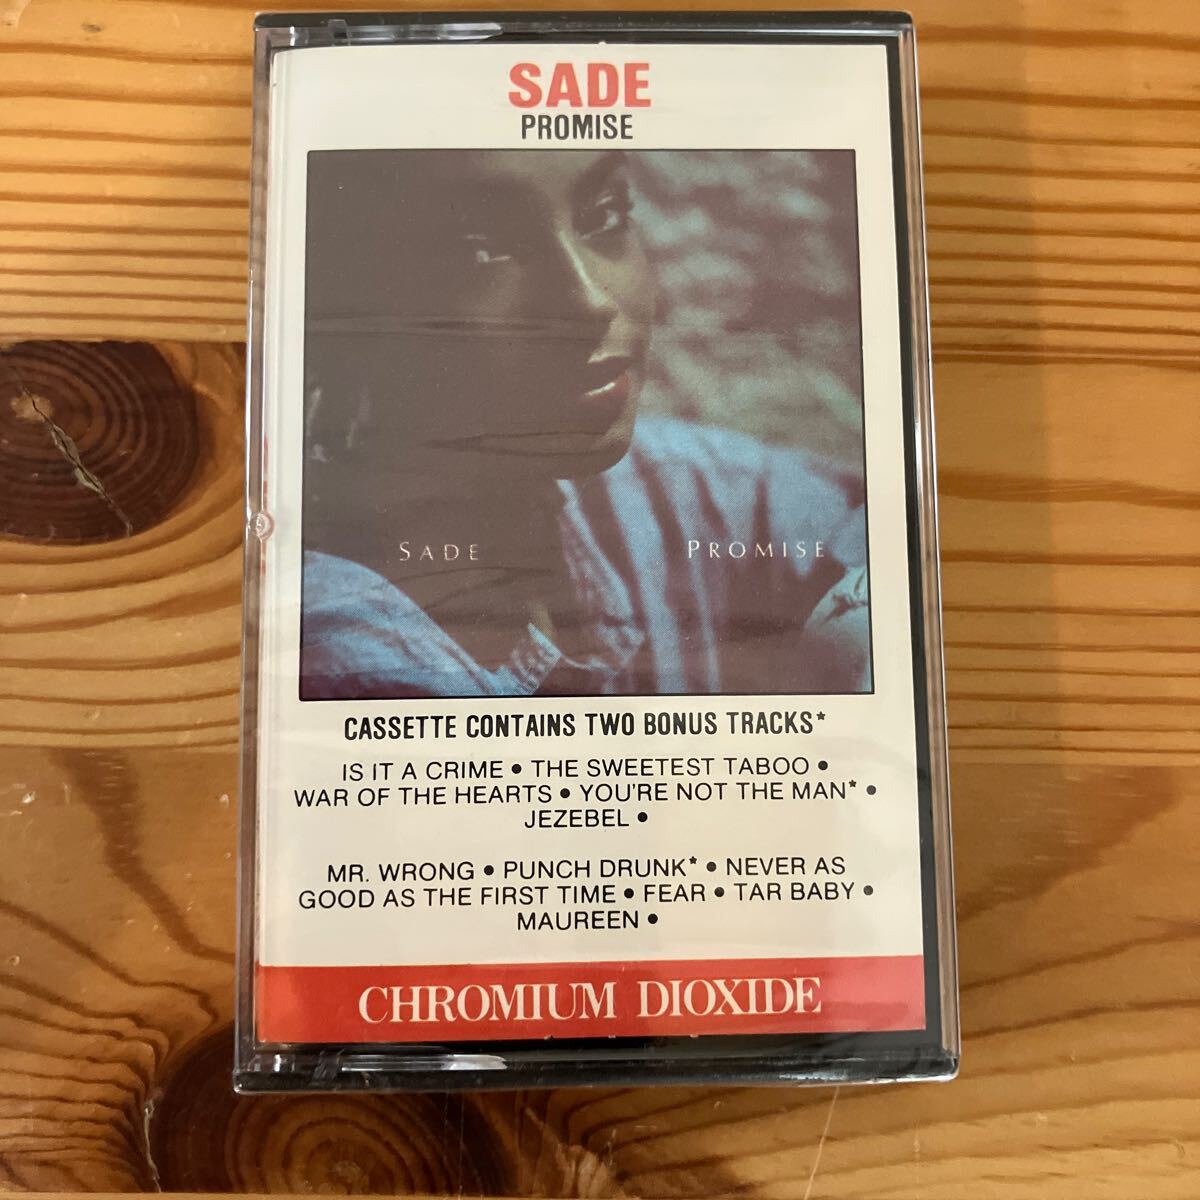 SADE
PROMISE
SADE PROMISE
CASSETTE CONTAINS TWO BONUS TRACKS*
IS IT A CRIME • THE SWEETEST TABOO •
WAR OF THE HEARTS • YOU'RE NOT THE MAN* •
JEZEBEL •
MR. WRONG • PUNCH DRUNK* • NEVER AS
GOOD AS THE FIRST TIME • FEAR • TAR BABY •
MAUREEN •
CHROMIUM DIOXIDE